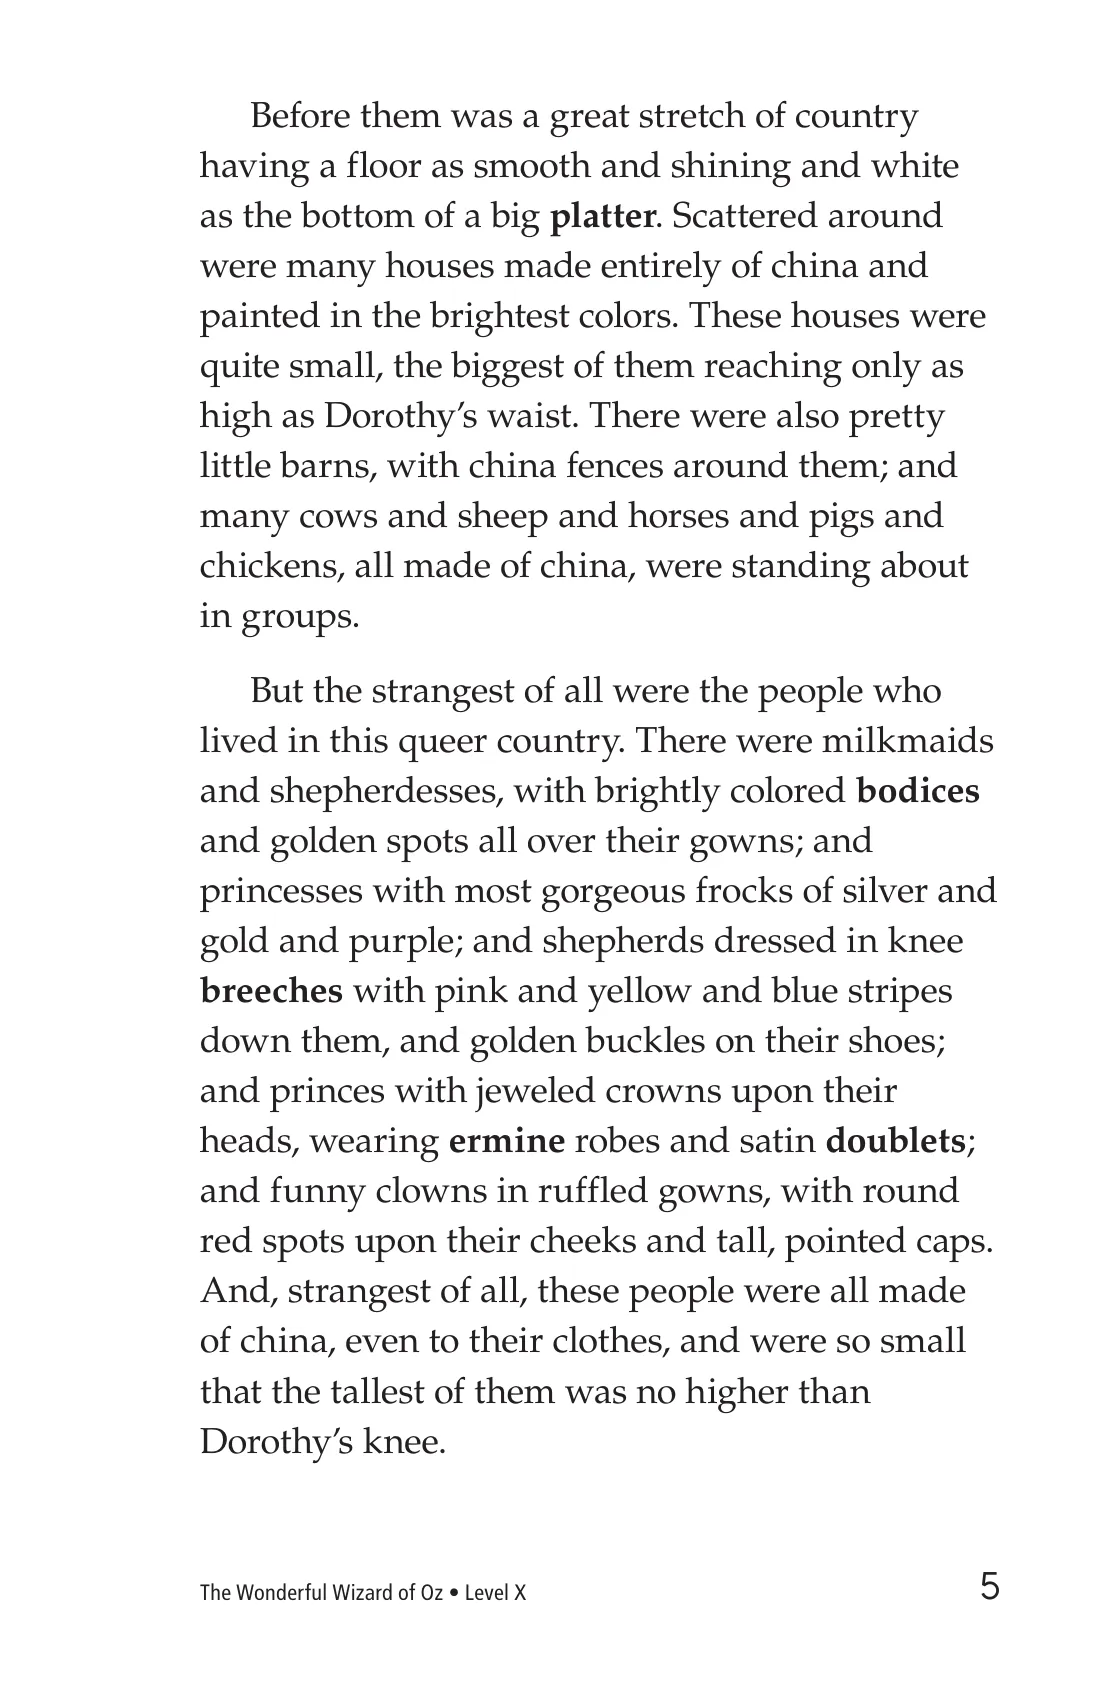 Before them was a great stretch of country
having a floor as smooth and shining and white
as the bottom of a big platter. Scattered around
were many houses made entirely of china and
painted in the brightest colors. These houses were
quite small, the biggest of them reaching only as
high as Dorothy’s waist. There were also pretty
little barns, with china fences around them; and
many cows and sheep and horses and pigs and
chickens, all made of china, were standing about
in groups.
But the strangest of all were the people who
lived in this queer country. There were milkmaids
and shepherdesses, with brightly colored bodices
and golden spots all over their gowns; and
princesses with most gorgeous frocks of silver and
gold and purple; and shepherds dressed in knee
breeches with pink and yellow and blue stripes
down them, and golden buckles on their shoes;
and princes with jeweled crowns upon their
heads, wearing ermine robes and satin doublets;
and funny clowns in ruffled gowns, with round
red spots upon their cheeks and tall, pointed caps.
And, strangest of all, these people were all made
of china, even to their clothes, and were so small
that the tallest of them was no higher than
Dorothy’s knee.
The Wonderful Wizard of Oz • Level X
5